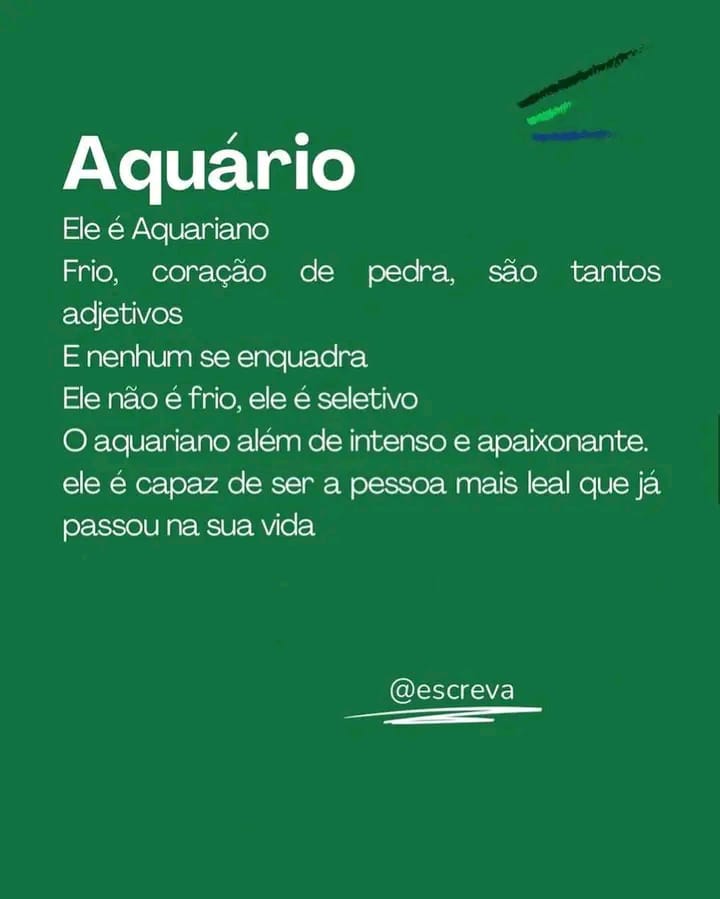 Aquário
Ele é Aquariano
Frio, coração de pedra, são tantos
adjetivos
E nenhum se enquadra
Ele não é frio, ele é seletivo
O aquariano além de intenso e apaixonante.
ele é capaz de ser a pessoa mais leal que já
passou na sua vida
@escreva